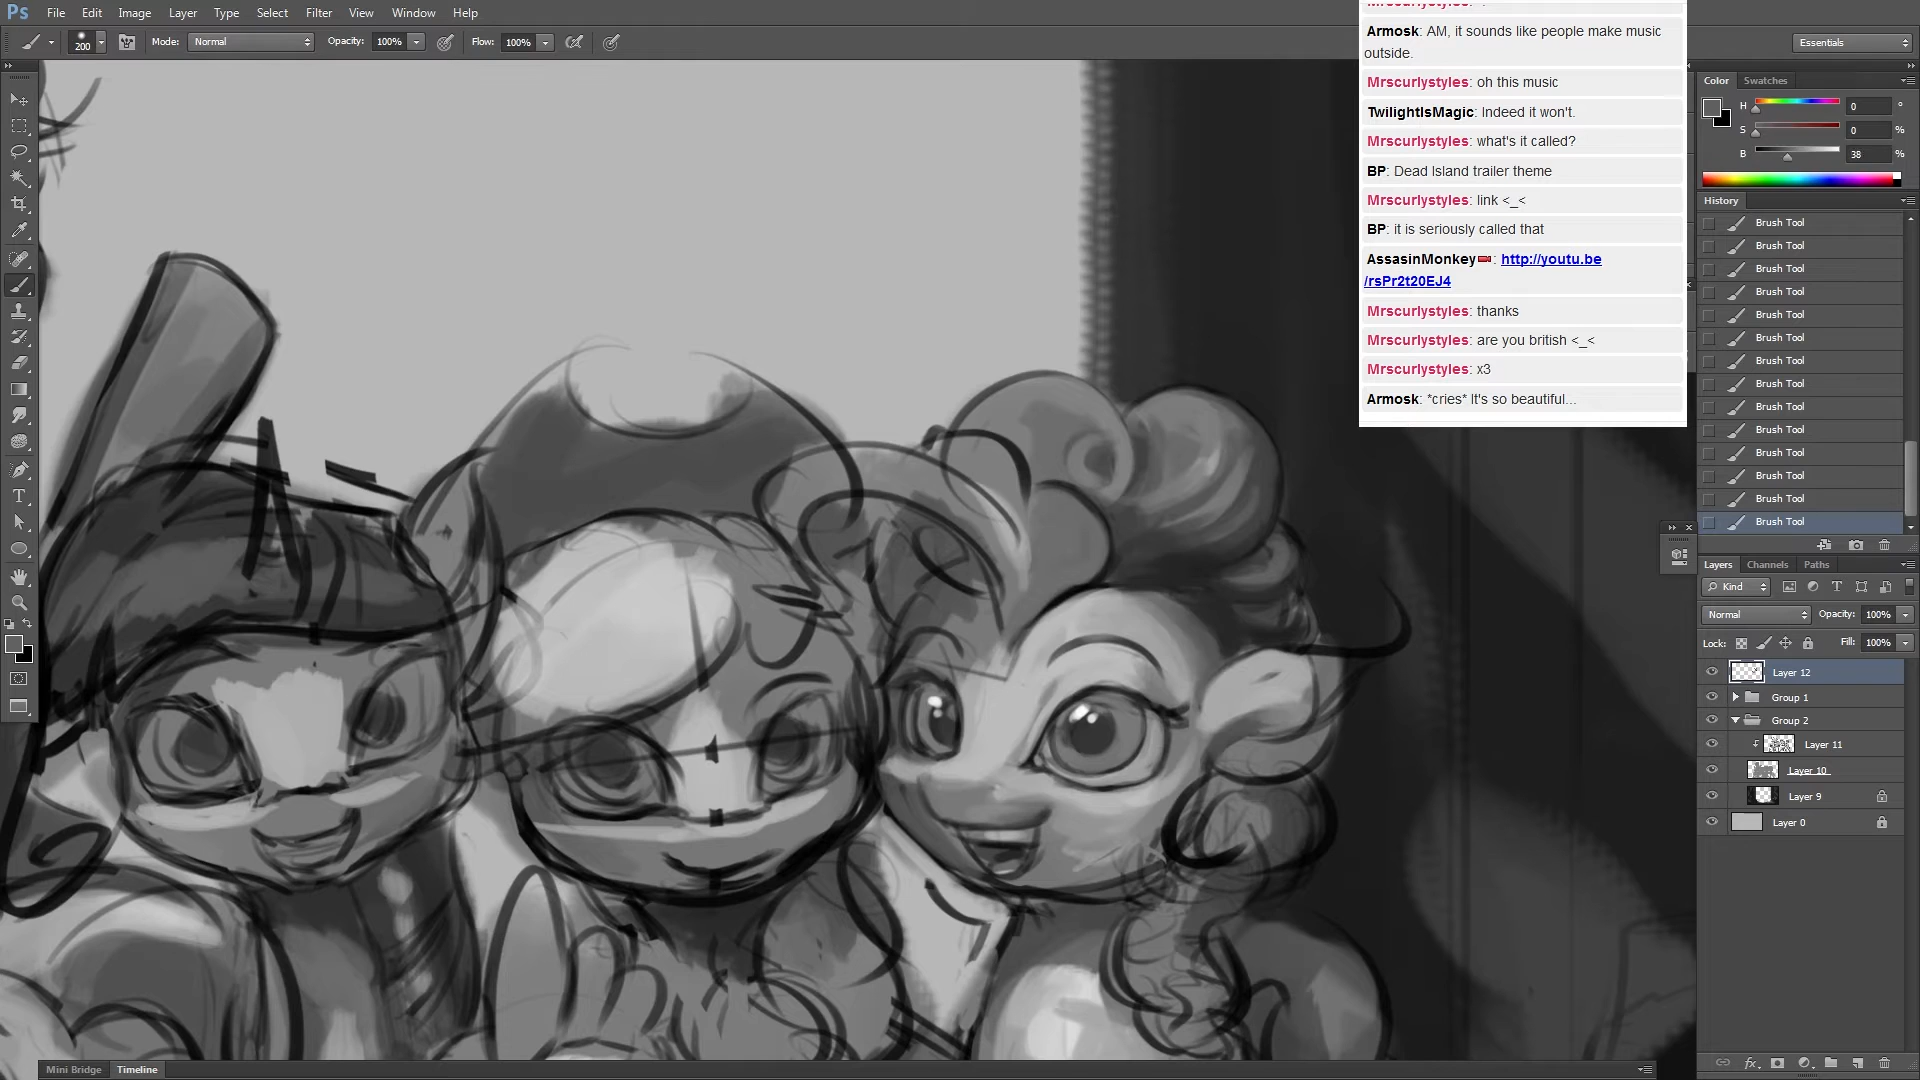 Ps File Edit Image Layer Type Select Filter View Window Help
200 Mode: Normal Opacity: 100% Flow: 100% Essentials
Armosk: AM, it sounds like people make music
outside.
Mrscurlystyles: oh this music
TwilightIsMagic: Indeed it won't.
Mrscurlystyles: what's it called?
BP: Dead Island trailer theme
Mrscurlystyles: link <_<
BP: it is seriously called that
AssasinMonkey: http://youtu.be
/rsPr2t20EJ4
Mrscurlystyles: thanks
Mrscurlystyles: are you british <_<
Mrscurlystyles: x3
Armosk: *cries* It's so beautiful...
Color Swatches
H 0 °
S 0 %
B 38 %
History
Brush Tool
Brush Tool
Brush Tool
Brush Tool
Brush Tool
Brush Tool
Brush Tool
Brush Tool
Brush Tool
Brush Tool
Brush Tool
Brush Tool
Brush Tool
Brush Tool
Layers Channels Paths
Kind
Normal Opacity: 100%
Lock: Fill: 100%
Layer 12
Group 1
Group 2
Layer 11
Layer 10
Layer 9
Layer 0
Mini Bridge Timeline